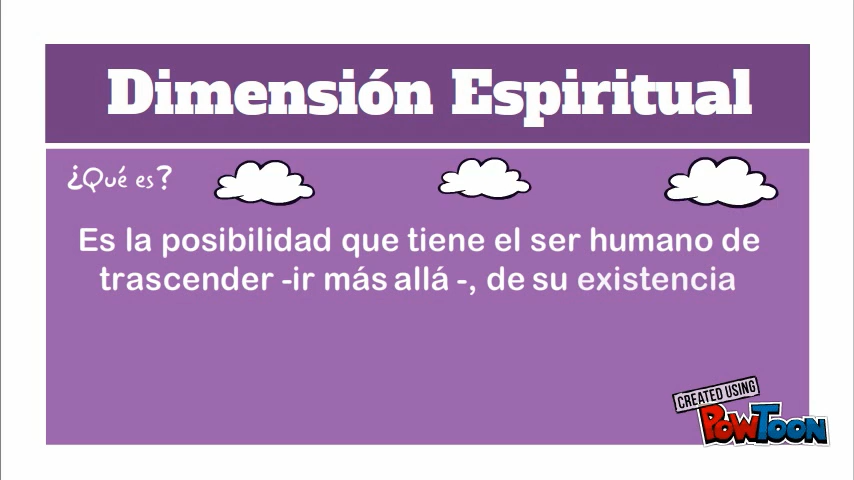 Dimensión Espiritual
¿Qué es?
Es la posibilidad que tiene el ser humano de
trascender -ir más allá -, de su existencia
CREATED USING
POWTOON